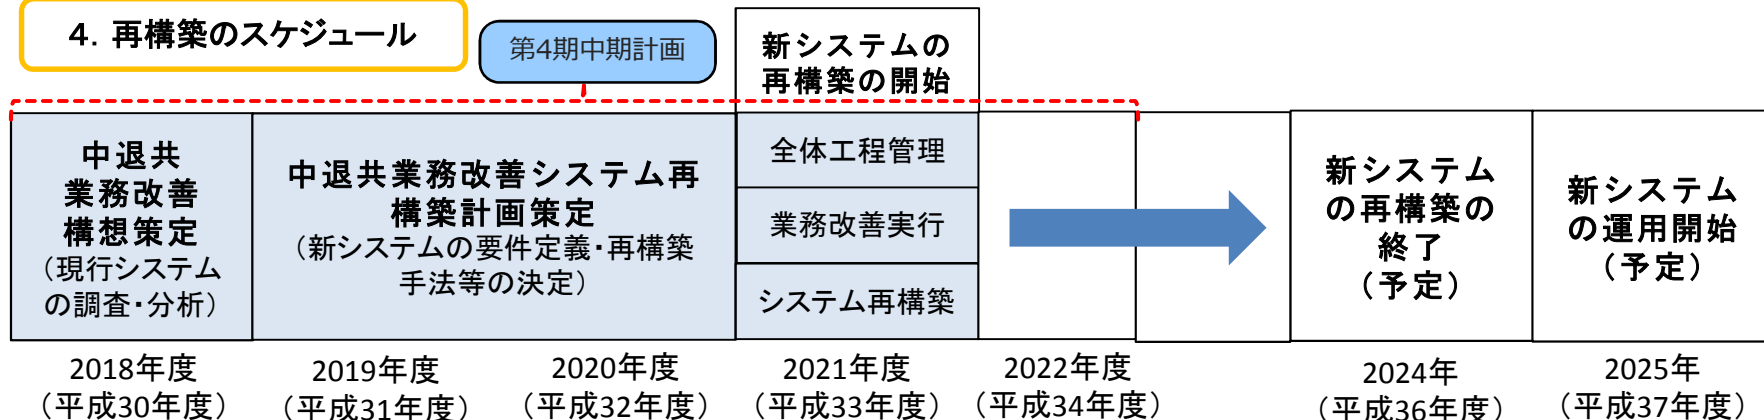 ４．再構築のスケジュール
第4期中期計画
新システムの
再構築の開始
中退共
業務改善
構想策定
（現行システム
の調査・分析）
中退共業務改善システム再
構築計画策定
（新システムの要件定義・再構築
手法等の決定）
全体工程管理
業務改善実行
システム再構築
新システム
の再構築の
終了
（予定）
新システム
の運用開始
（予定）
2018年度
（平成30年度）
2019年度
（平成31年度）
2020年度
（平成32年度）
2021年度
（平成33年度）
2022年度
（平成34年度）
2024年
（平成36年度）
2025年
（平成37年度）